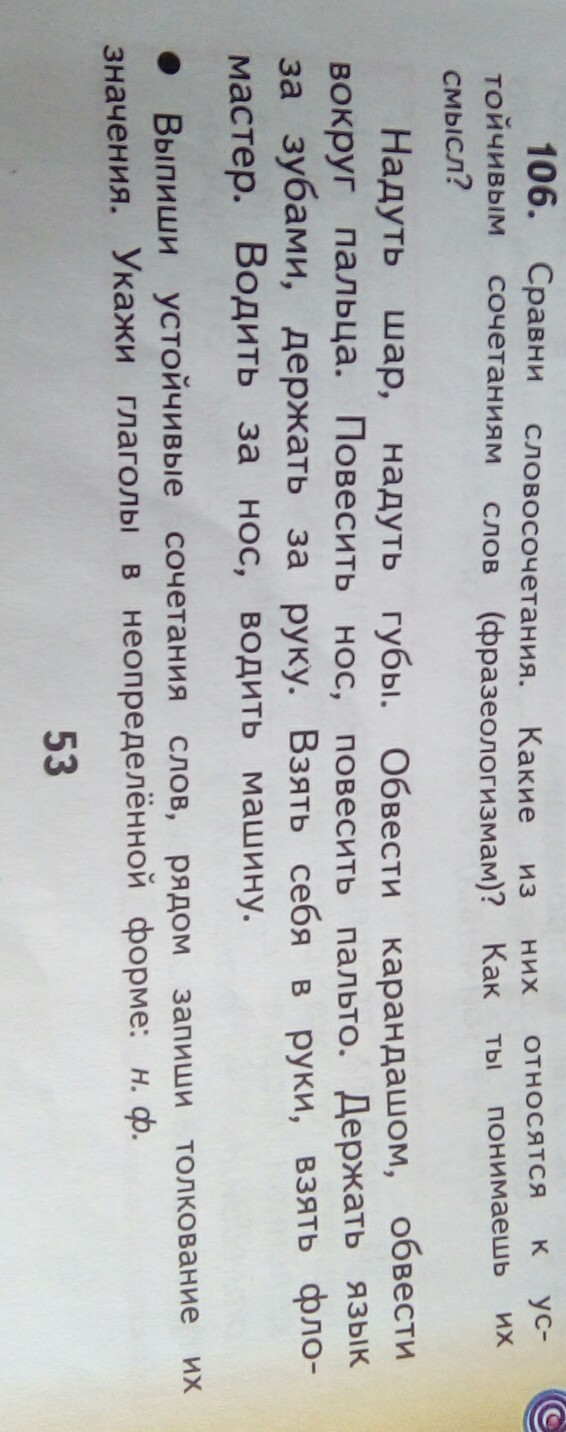 106. Сравни словосочетания. Какие из них относятся к ус-
тойчивым сочетаниям слов (фразеологизмам)? Как ты понимаешь их
смысл?
Надуть шар, надуть губы. Обвести карандашом, обвести
вокруг пальца. Повесить нос, повесить пальто. Держать язык
за зубами, держать за руку. Взять себя в руки, взять фло-
мастер. Водить за нос, водить машину.
● Выпиши устойчивые сочетания слов, рядом запиши толкование их
значения. Укажи глаголы в неопределённой форме: н. ф.
53